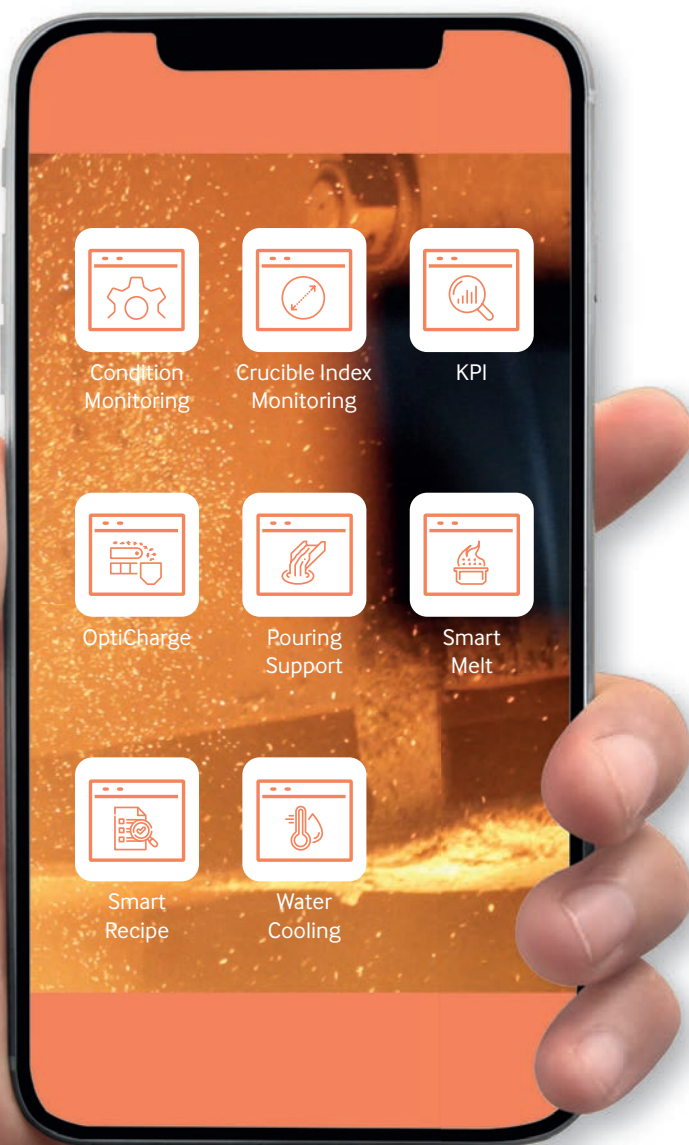 Condition
Monitoring
Crucible Index
Monitoring
KPI
OptiCharge
Pouring
Support
Smart
Melt
Smart
Recipe
Water
Cooling